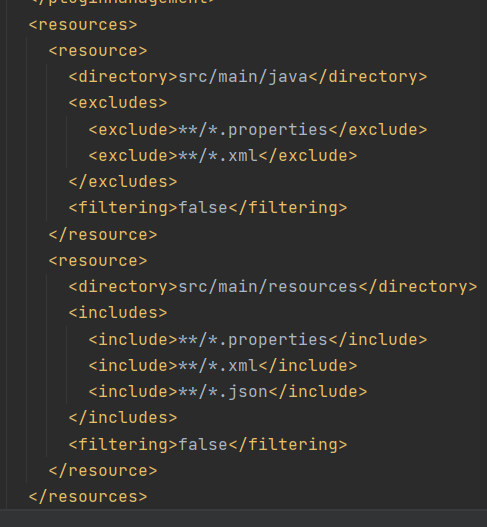 </pluginManagement>
<resources>
<resource>
<directory>src/main/java</directory>
<excludes>
<exclude>**/*.properties</exclude>
<exclude>**/*.xml</exclude>
</excludes>
<filtering>false</filtering>
</resource>
<resource>
<directory>src/main/resources</directory>
<includes>
<include>**/*.properties</include>
<include>**/*.xml</include>
<include>**/*.json</include>
</includes>
<filtering>false</filtering>
</resource>
</resources>